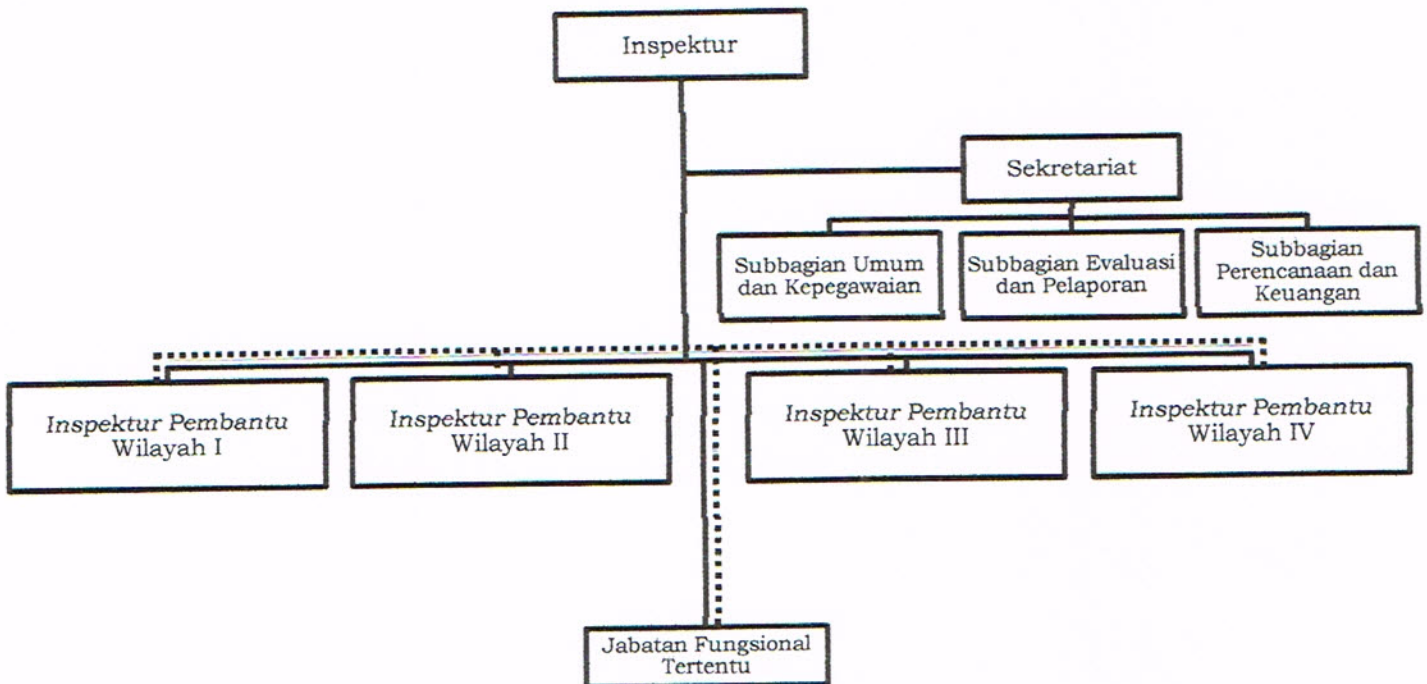 Inspektur
Sekretariat
Subbagian Umum
dan Kepegawaian
Subbagian Evaluasi
dan Pelaporan
Subbagian
Perencanaan dan
Keuangan
Inspektur Pembantu
Wilayah I
Inspektur Pembantu
Wilayah II
Inspektur Pembantu
Wilayah III
Inspektur Pembantu
Wilayah IV
Jabatan Fungsional
Tertentu